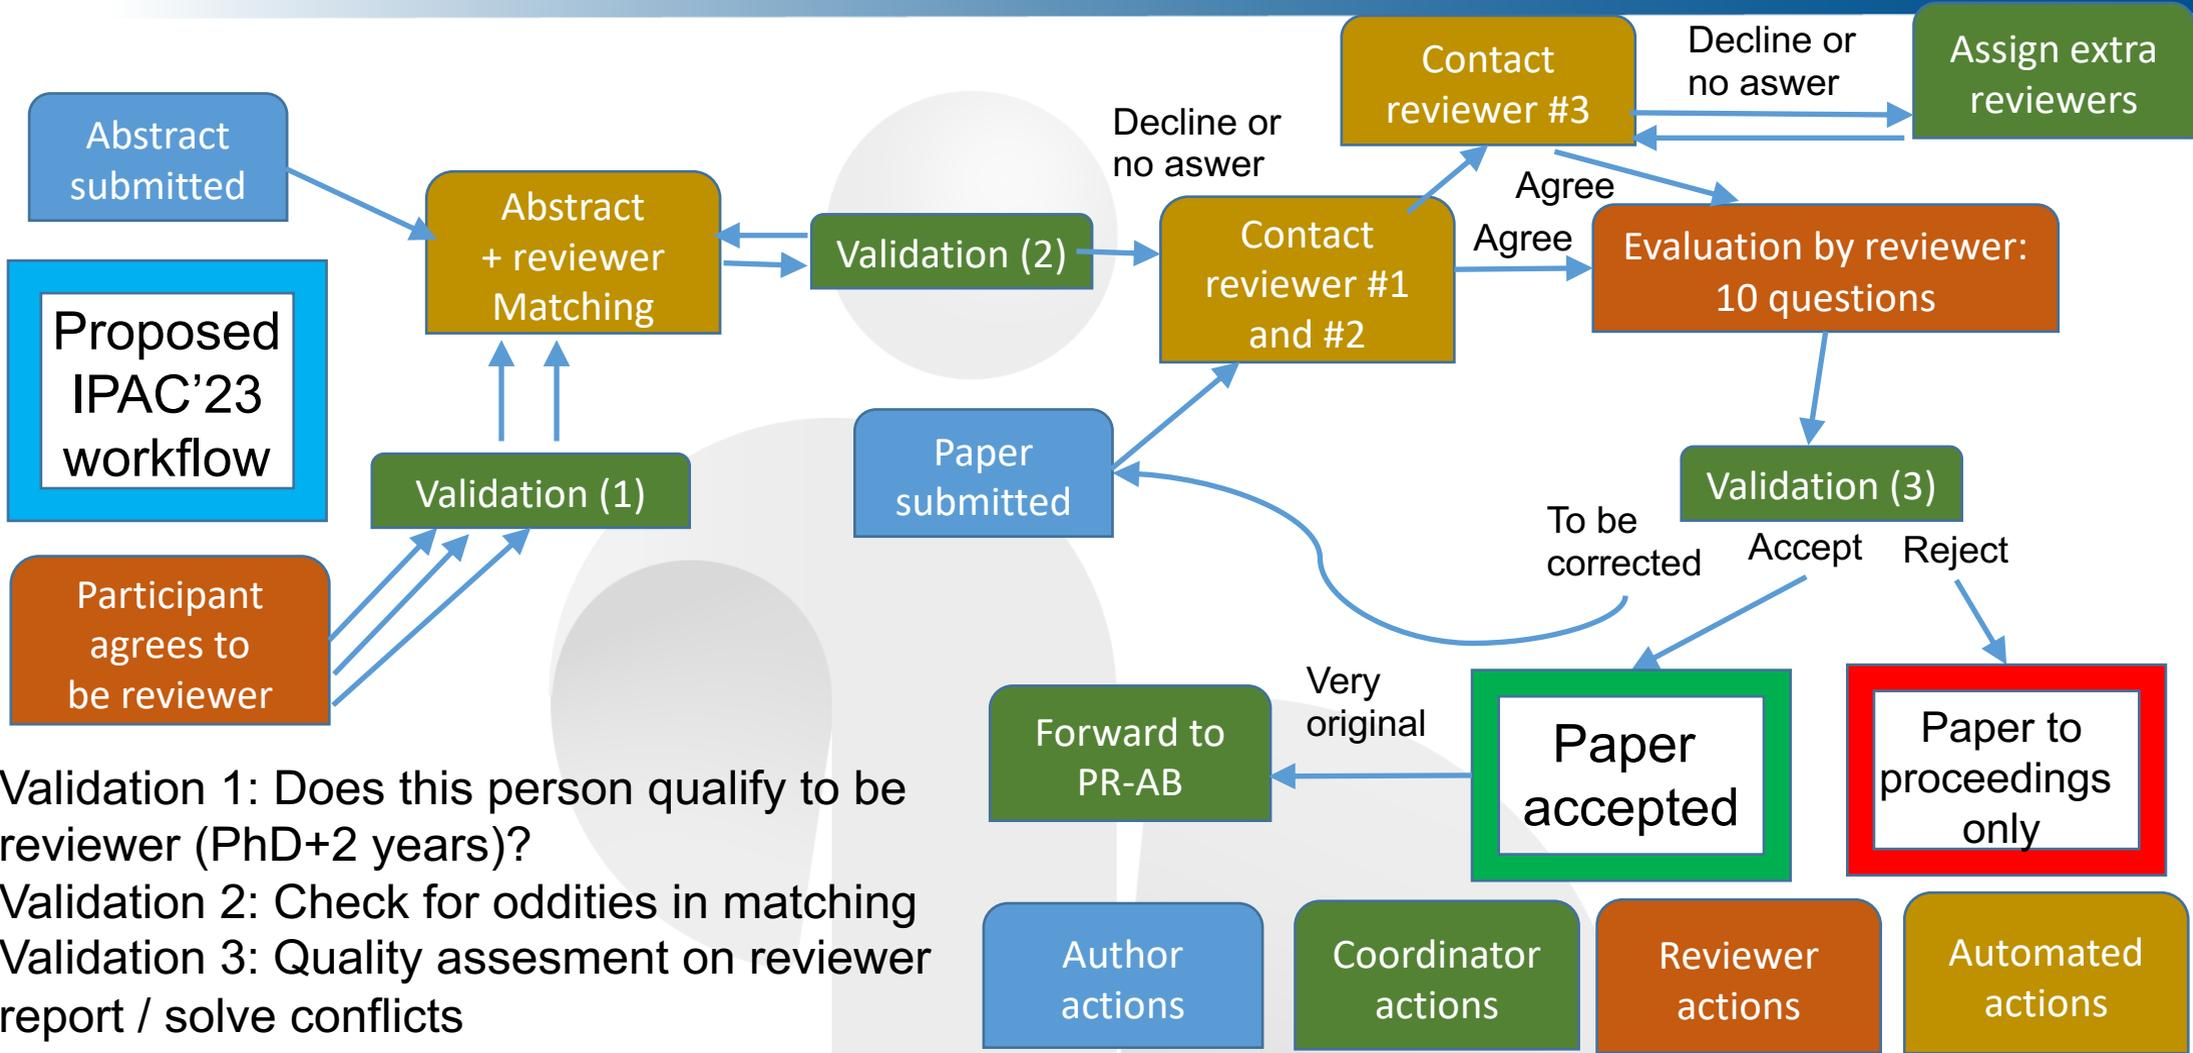 Abstract
submitted
Proposed
IPAC’23
workflow
Participant
agrees to
be reviewer
Abstract
+ reviewer
Matching
Validation (1)
Validation (2)
Decline or
no aswer
Contact
reviewer #1
and #2
Paper
submitted
Contact
reviewer #3
Decline or
no aswer
Assign extra
reviewers
Agree
Agree
Evaluation by reviewer:
10 questions
Validation (3)
To be
corrected
Accept
Reject
Very
original
Forward to
PR-AB
Paper
accepted
Paper to
proceedings
only
Validation 1: Does this person qualify to be
reviewer (PhD+2 years)?
Validation 2: Check for oddities in matching
Validation 3: Quality assesment on reviewer
report / solve conflicts
Author
actions
Coordinator
actions
Reviewer
actions
Automated
actions